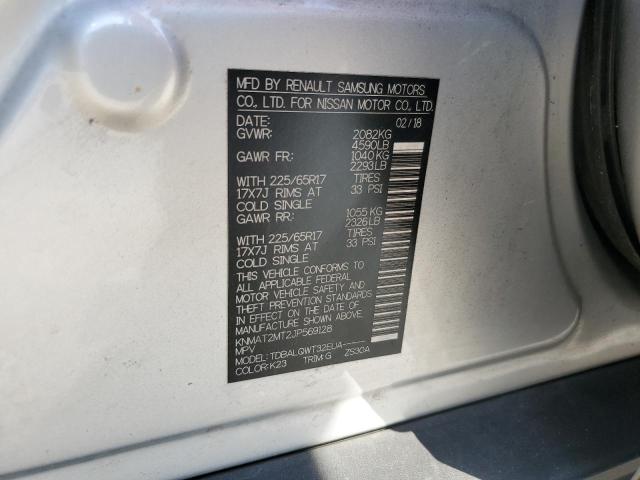 MFD BY RENAULT SAMSUNG MOTORS
CO., LTD. FOR NISSAN MOTOR CO., LTD.
DATE: 02/18
GVWR: 2082KG
4590LB
GAWR FR: 1040KG
2293LB
WITH 225/65R17 TIRES
17X7J RIMS AT 33 PSI
COLD SINGLE
GAWR RR: 1055KG
2326LB
WITH 225/65R17 TIRES
17X7J RIMS AT 33 PSI
COLD SINGLE
THIS VEHICLE CONFORMS TO
ALL APPLICABLE FEDERAL
MOTOR VEHICLE SAFETY AND
THEFT PREVENTION STANDARDS
IN EFFECT ON THE DATE OF
MANUFACTURE SHOWN ABOVE.
KNMAT2MT2JP569128
MPV
MODEL:TDBALQWT32EUA-----
COLOR:K23 TRIM:G ZS30A